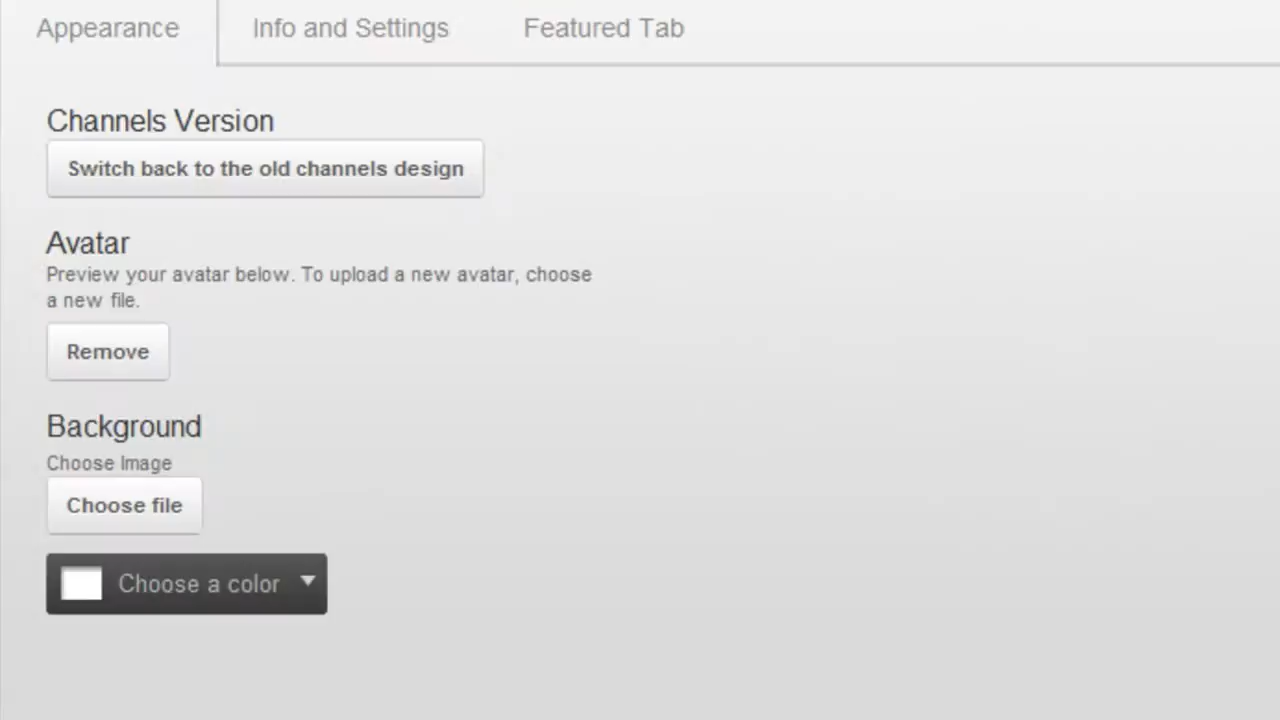 Appearance Info and Settings Featured Tab
Channels Version
Switch back to the old channels design
Avatar
Preview your avatar below. To upload a new avatar, choose
a new file.
Remove
Background
Choose Image
Choose file
Choose a color